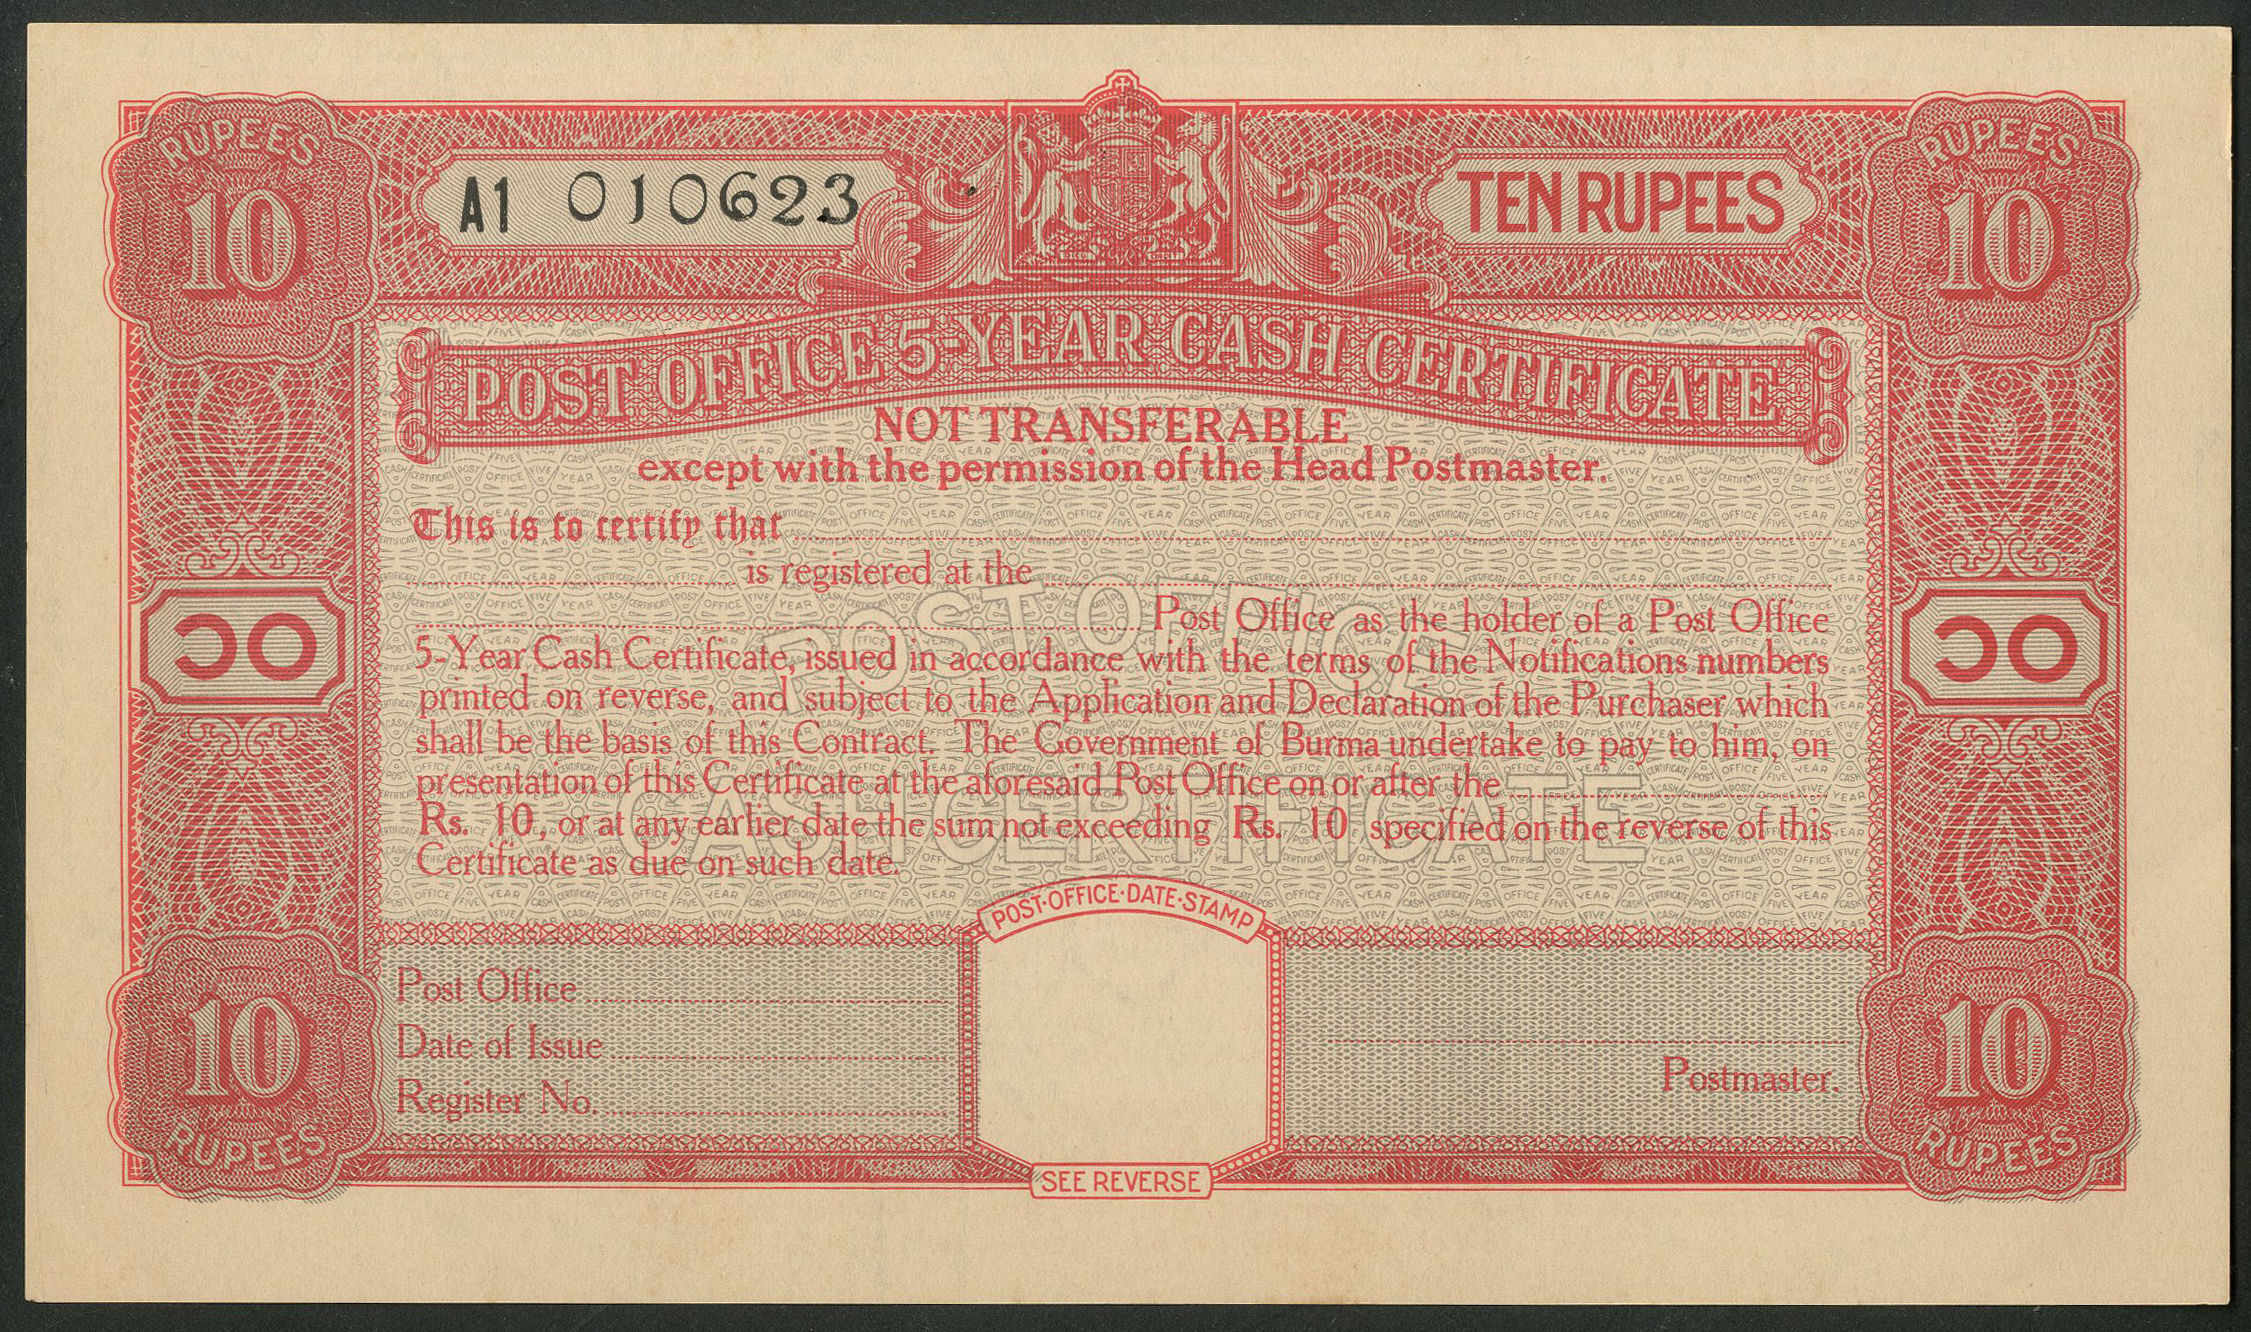 RUPEES
10
A1 010623
TEN RUPEES
RUPEES
10
POST OFFICE 5-YEAR CASH CERTIFICATE
NOT TRANSFERABLE
except with the permission of the Head Postmaster.
This is to certify that
is registered at the
Post Office as the holder of a Post Office
5-Year Cash Certificate, issued in accordance with the terms of the Notifications numbers
printed on reverse, and subject to the Application and Declaration of the Purchaser which
shall be the basis of this Contract. The Government of Burma undertake to pay to him, on
presentation of this Certificate at the aforesaid Post Office on or after the
Rs. 10, or at any earlier date the sum not exceeding Rs. 10 specified on the reverse of this
Certificate as due on such date.
၁၀
၁၀
POST OFFICE
CASH CERTIFICATE
POST·OFFICE·DATE·STAMP
Post Office
Date of Issue
Register No.
Postmaster.
10
RUPEES
10
RUPEES
SEE REVERSE